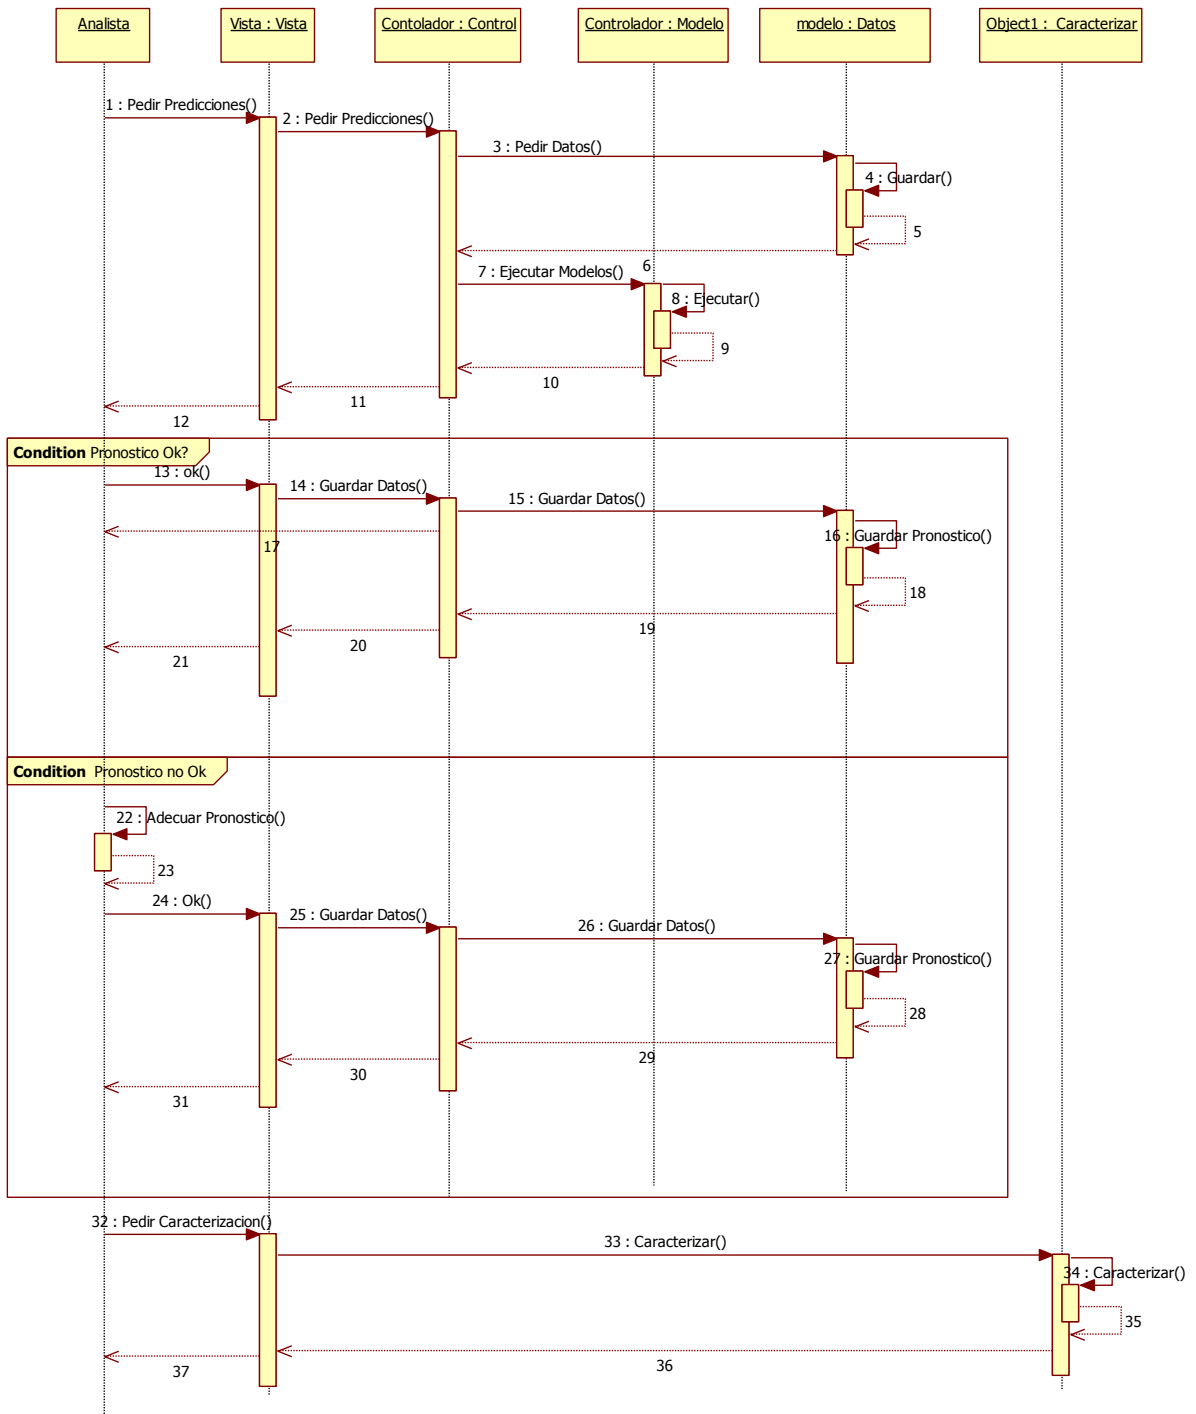 Analista
Vista : Vista
Contolador : Control
Controlador : Modelo
modelo : Datos
Object1 : Caracterizar
1 : Pedir Predicciones()
2 : Pedir Predicciones()
3 : Pedir Datos()
4 : Guardar()
5
6
7 : Ejecutar Modelos()
8 : Ejecutar()
9
10
11
12
Condition Pronostico Ok?
13 : ok()
14 : Guardar Datos()
15 : Guardar Datos()
16 : Guardar Pronostico()
17
18
19
20
21
Condition Pronostico no Ok
22 : Adecuar Pronostico()
23
24 : Ok()
25 : Guardar Datos()
26 : Guardar Datos()
27 : Guardar Pronostico()
28
29
30
31
32 : Pedir Caracterizacion()
33 : Caracterizar()
34 : Caracterizar()
35
36
37